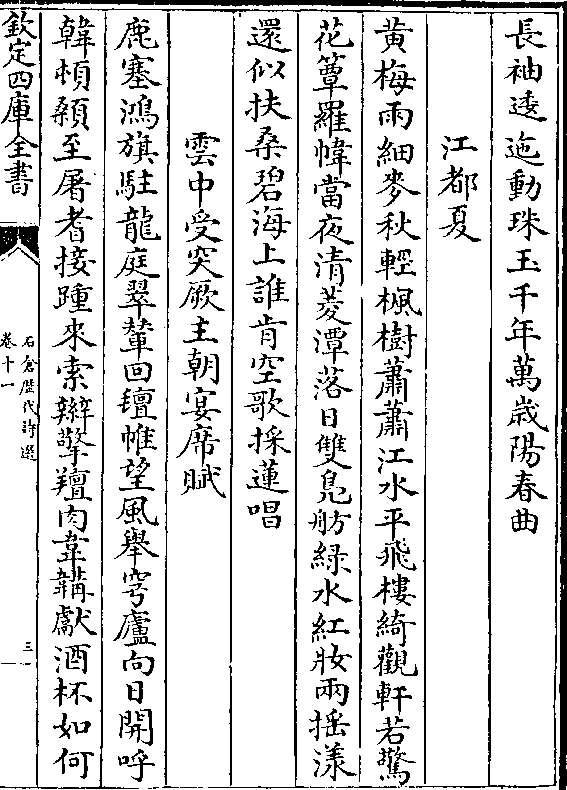 長袖逶迤動珠玉千年萬歲陽春曲
江都夏
黄梅雨細麥秋輕楓樹蕭蕭江水平飛樓綺觀軒若驚
花簟羅幃當夜清菱潭落日雙鳬舫緑水紅妝兩揺漾
還似扶桑碧海上誰肯空歌採蓮唱
雲中受突厥主朝宴席賦
鹿塞鴻旗駐龍庭翠輦回氊帷望風舉穹廬向日開呼
韓頓顙至屠耆接踵來索辮擎羶肉韋韝獻酒杯如何
欽定四庫全書
石倉歴代詩選
卷十一
三